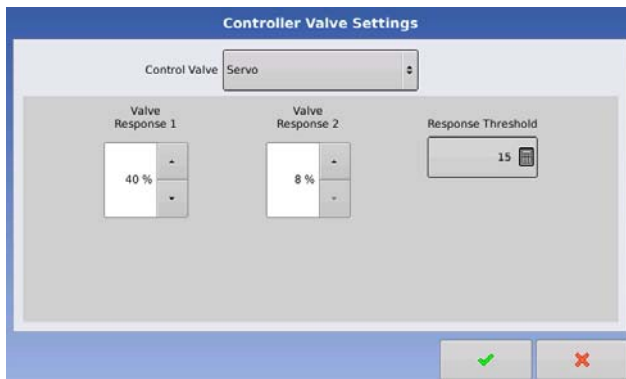 Controller Valve Settings
Control Valve Servo
Valve
Response 1
Valve
Response 2
Response Threshold
40 %
8 %
15